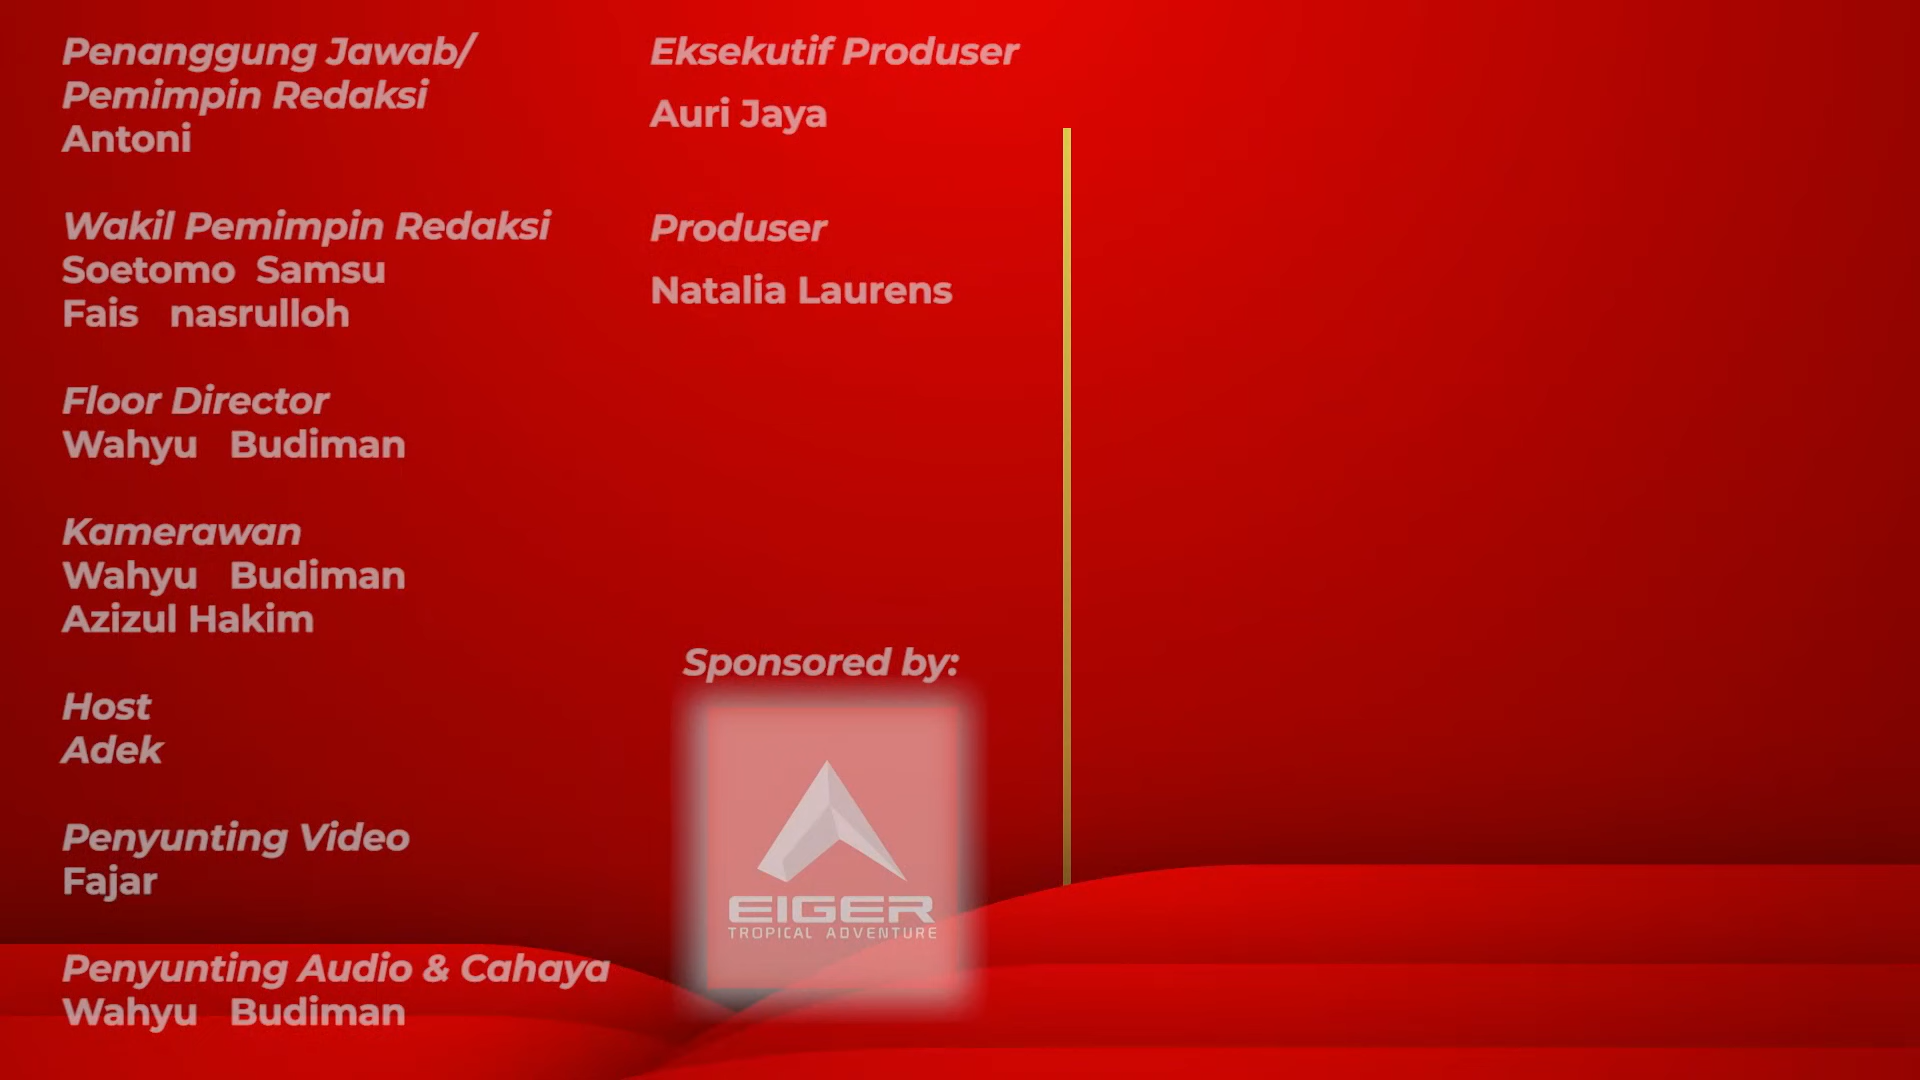 Penanggung Jawab/
Pemimpin Redaksi
Antoni
Wakil Pemimpin Redaksi
Soetomo Samsu
Fais nasrulloh
Floor Director
Wahyu Budiman
Kamerawan
Wahyu Budiman
Azizul Hakim
Host
Adek
Penyunting Video
Fajar
Penyunting Audio & Cahaya
Wahyu Budiman
Eksekutif Produser
Auri Jaya
Produser
Natalia Laurens
Sponsored by:
EIGER
TROPICAL ADVENTURE